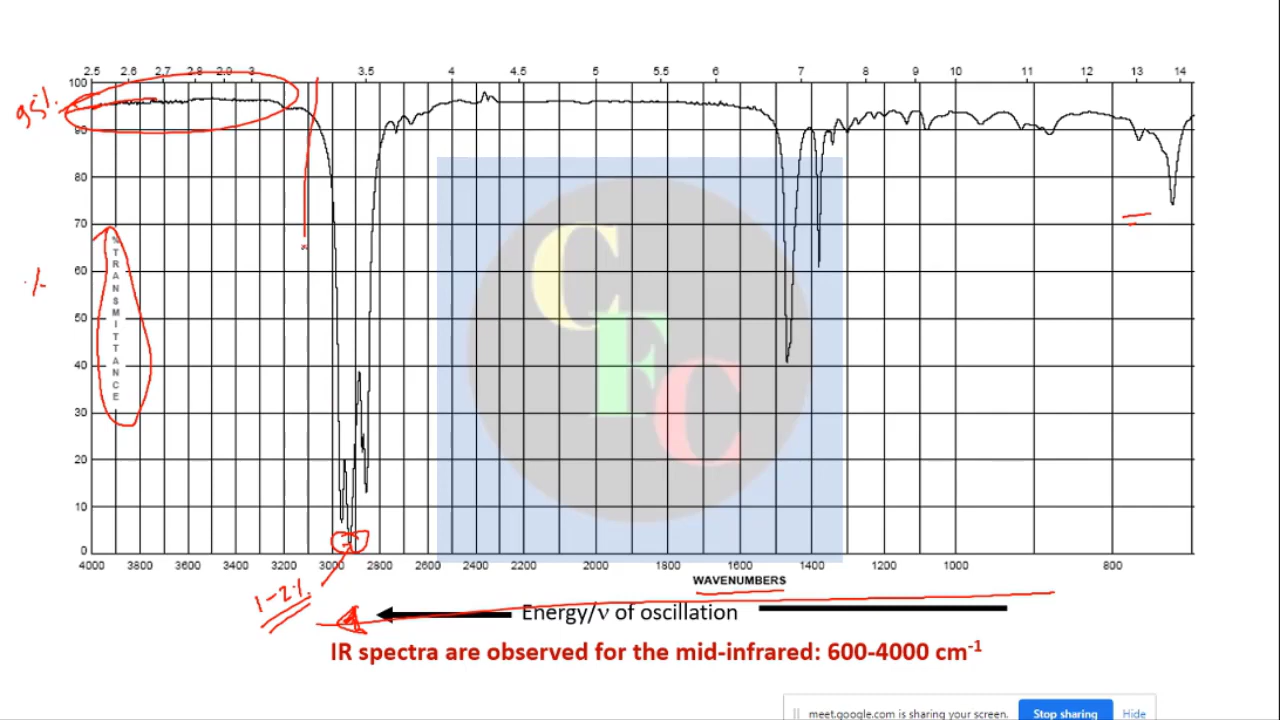 2.5 2.6 2.7 2.8 2.9 3 3.5 4 4.5 5 5.5 6 7 8 9 10 11 13 14
95%
100
90
80
70
60
50
40
30
20
10
0
%TRANSMITTANCE
%
C
F
C
4000 3800 3600 3400 3200 3000 2800 2600 2400 2200 2000 1800 1600 1400 1200 1000 800
WAVENUMBERS
1-2%
Energy/ν of oscillation
IR spectra are observed for the mid-infrared: 600-4000 cm-1
meet.google.com is sharing your screen. Stop sharing Hide